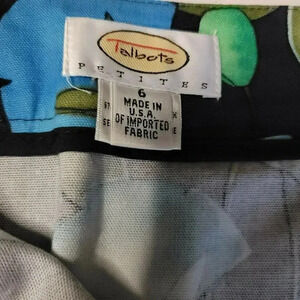 Talbots
PETITES
6
MADE IN
U.S.A.
OF IMPORTED
FABRIC